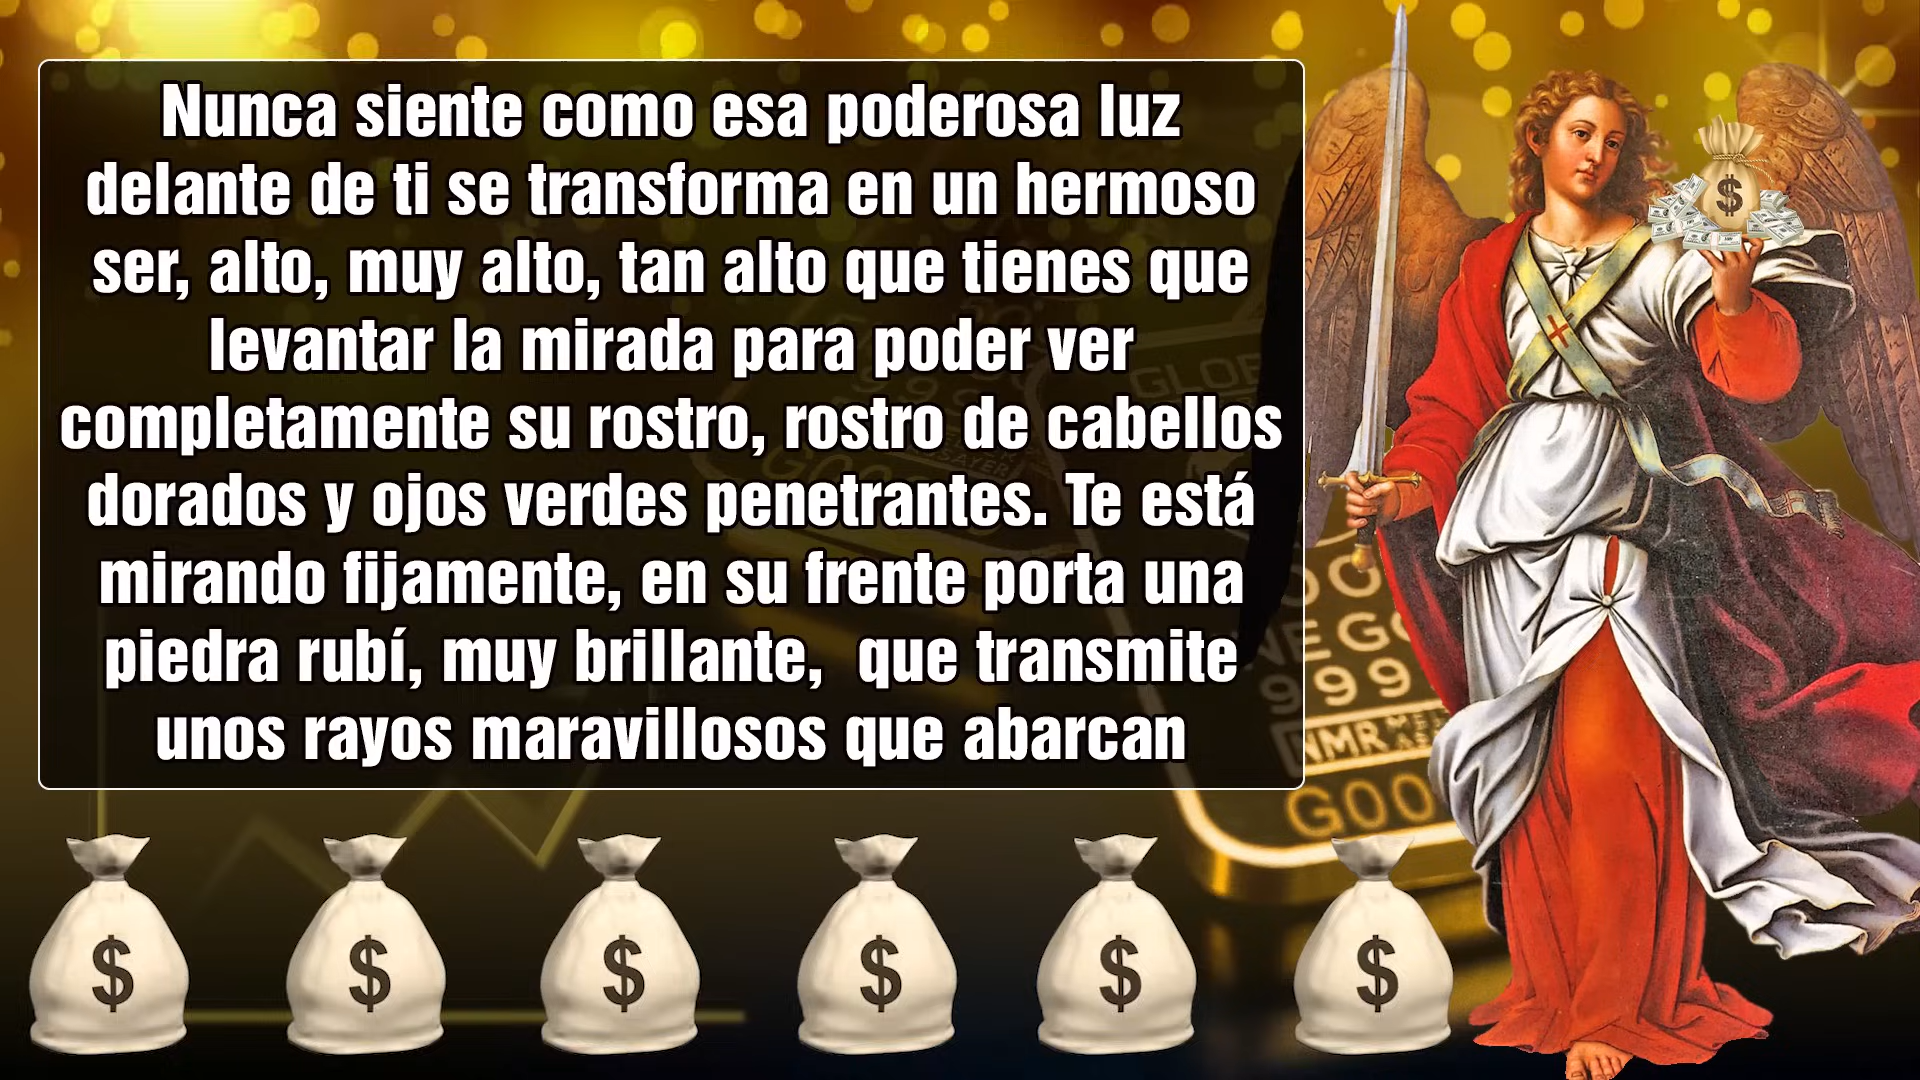 Nunca siente como esa poderosa luz
delante de ti se transforma en un hermoso
ser, alto, muy alto, tan alto que tienes que
levantar la mirada para poder ver
completamente su rostro, rostro de cabellos
dorados y ojos verdes penetrantes. Te está
mirando fijamente, en su frente porta una
piedra rubí, muy brillante,  que transmite
unos rayos maravillosos que abarcan
999
NMR
$ $ $ $ $ $
$